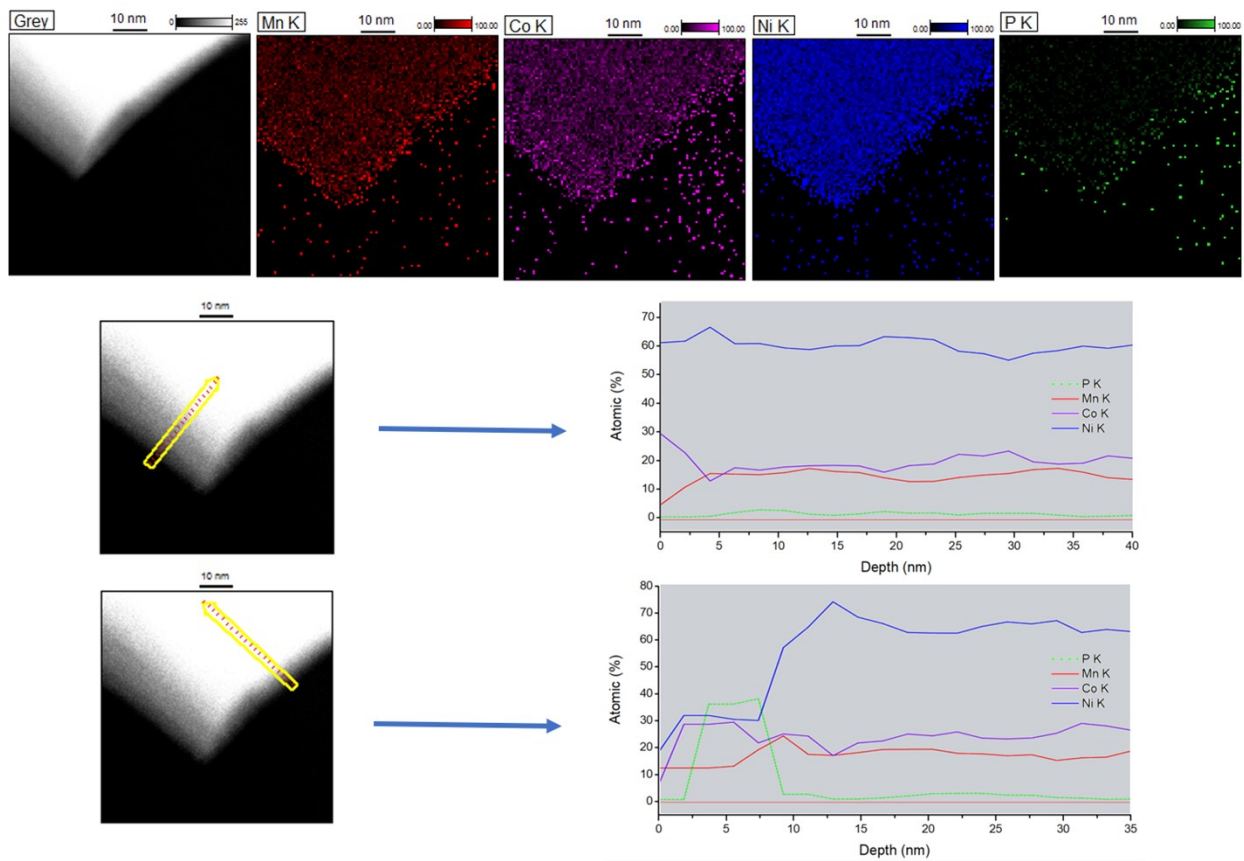 Grey 10 nm 0 255
Mn K 10 nm 0.00 100.00
Co K 10 nm 0.00 100.00
Ni K 10 nm 0.00 100.00
P K 10 nm 0.00 100.00
10 nm
70
60
50
40
30
20
10
0
Atomic (%)
P K
Mn K
Co K
Ni K
0 5 10 15 20 25 30 35 40
Depth (nm)
10 nm
80
70
60
50
40
30
20
10
0
Atomic (%)
P K
Mn K
Co K
Ni K
0 5 10 15 20 25 30 35
Depth (nm)